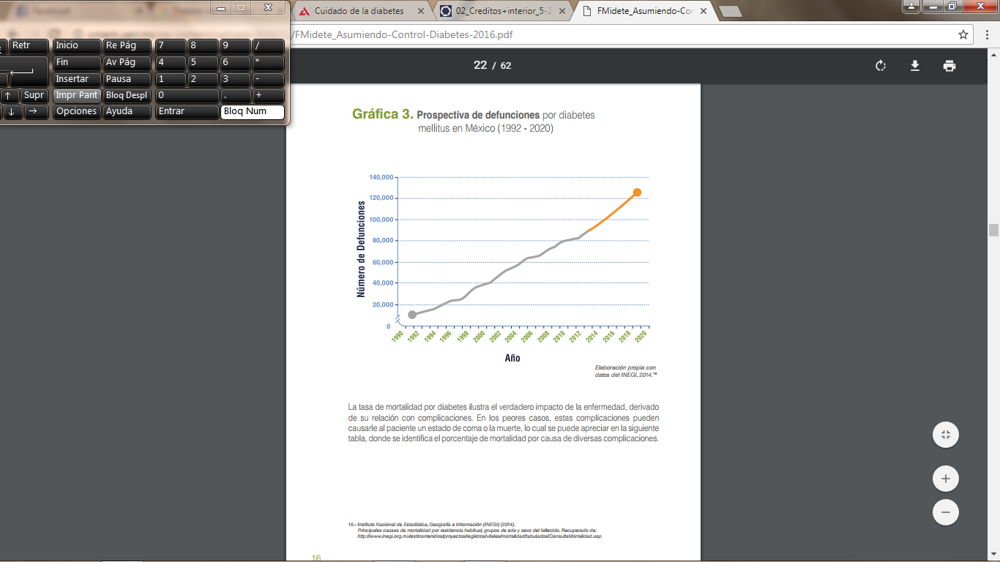 Cuidado de la diabetes
02_Creditos+interior_5-2
FMidete_Asumiendo-Co
/FMidete_Asumiendo-Control-Diabetes-2016.pdf
Retr Inicio Re Pág 7 8 9 /
Fin Av Pág 4 5 6 *
Insertar Pausa 1 2 3 -
↑ Supr Impr Pant Bloq Despl 0 . +
↓ → Opciones Ayuda Entrar Bloq Num
22 / 62
Gráfica 3. Prospectiva de defunciones por diabetes
mellitus en México (1992 - 2020)
Número de Defunciones
140,000
120,000
100,000
80,000
60,000
40,000
20,000
0
1990 1992 1994 1996 1998 2000 2002 2004 2006 2008 2010 2012 2014 2016 2018 2020
Año
Elaboración propia con
datos del INEGI, 2014.16
La tasa de mortalidad por diabetes ilustra el verdadero impacto de la enfermedad, derivado
de su relación con complicaciones. En los peores casos, estas complicaciones pueden
causarle al paciente un estado de coma o la muerte, lo cual se puede apreciar en la siguiente
tabla, donde se identifica el porcentaje de mortalidad por causa de diversas complicaciones.
16.- Instituto Nacional de Estadística, Geografía e Información (INEGI) (2014).
Principales causas de mortalidad por residencia habitual, grupos de eda y sexo del fallecido. Recuperado de:
http://www.inegi.org.mx/est/contenidos/proyectos/registros/vitales/mortalidad/tabulados/ConsultaMortalidad.asp
16